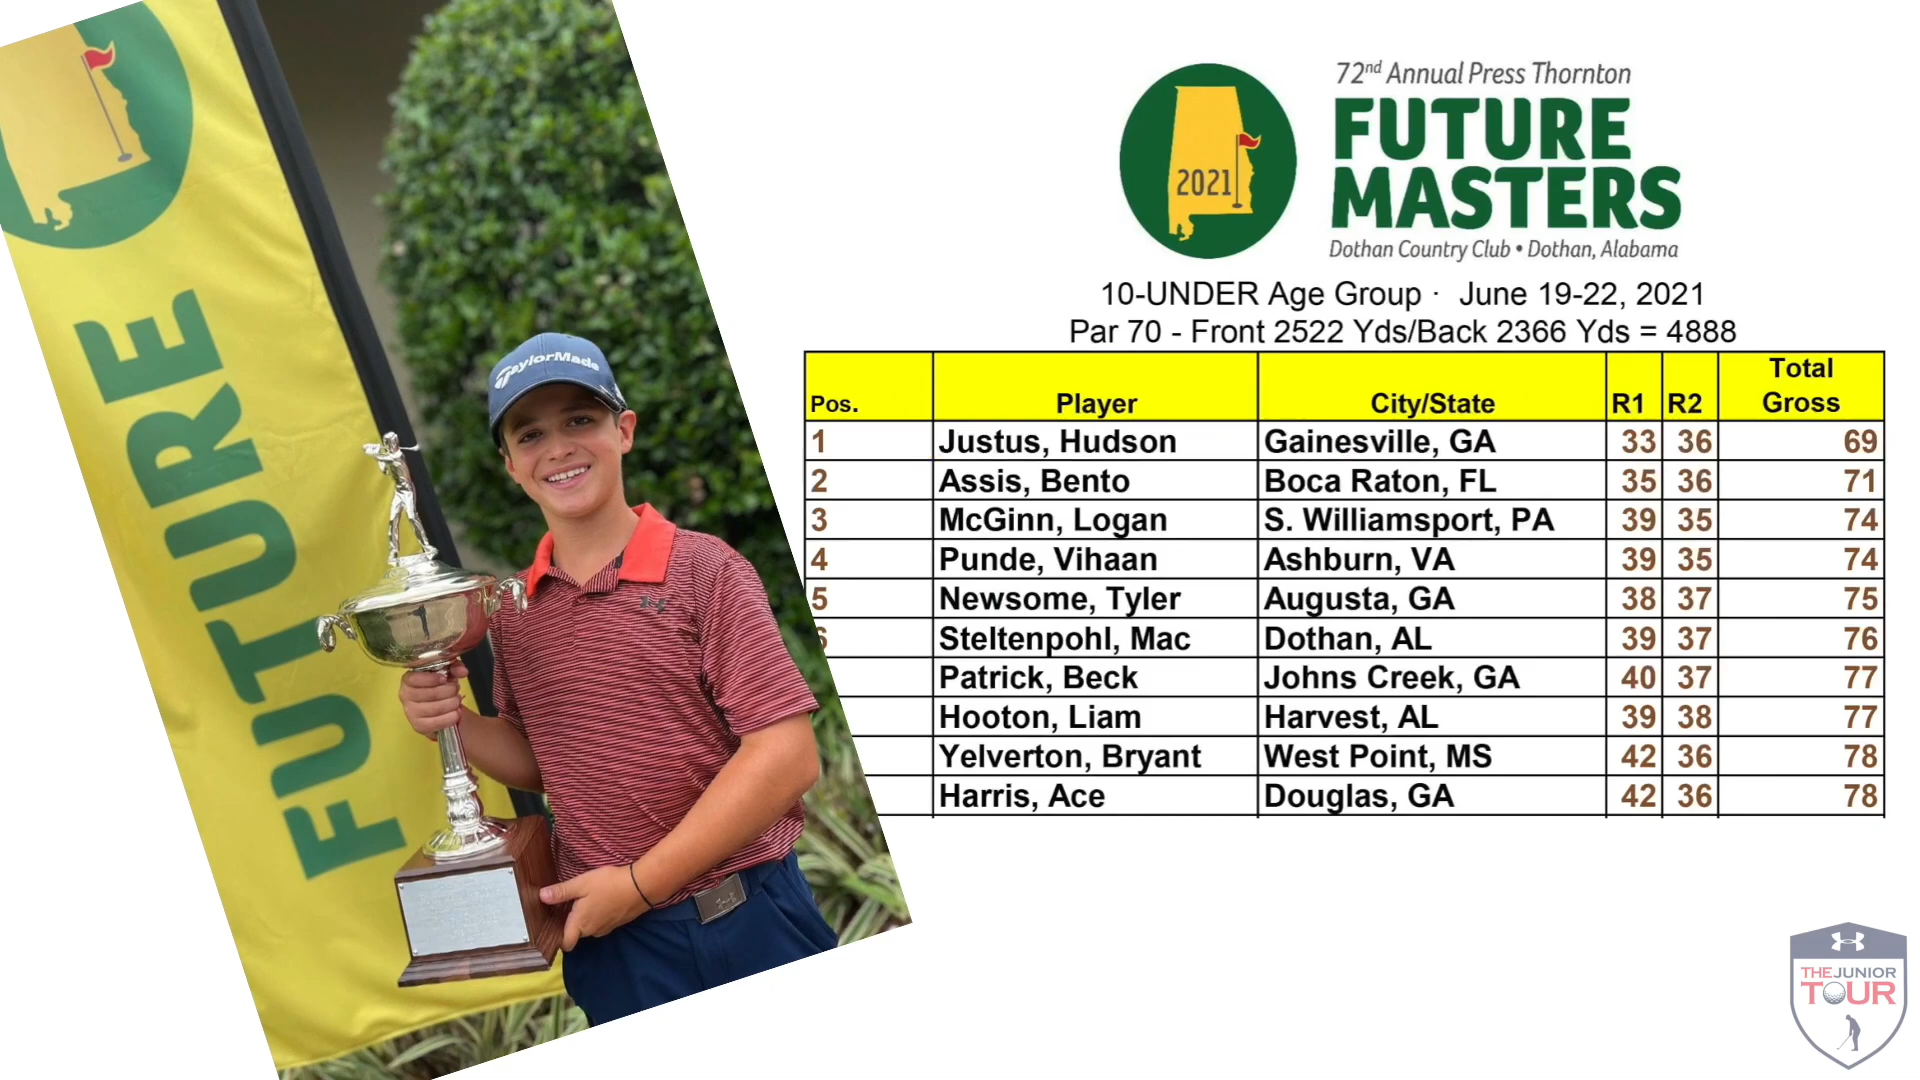 FUTURE
TaylorMade
72nd Annual Press Thornton
FUTURE
MASTERS
2021
Dothan Country Club • Dothan, Alabama
10-UNDER Age Group · June 19-22, 2021
Par 70 - Front 2522 Yds/Back 2366 Yds = 4888
Pos. Player City/State R1 R2 Total Gross
1 Justus, Hudson Gainesville, GA 33 36 69
2 Assis, Bento Boca Raton, FL 35 36 71
3 McGinn, Logan S. Williamsport, PA 39 35 74
4 Punde, Vihaan Ashburn, VA 39 35 74
5 Newsome, Tyler Augusta, GA 38 37 75
6 Steltenpohl, Mac Dothan, AL 39 37 76
Patrick, Beck Johns Creek, GA 40 37 77
Hooton, Liam Harvest, AL 39 38 77
Yelverton, Bryant West Point, MS 42 36 78
Harris, Ace Douglas, GA 42 36 78
THE JUNIOR
TOUR